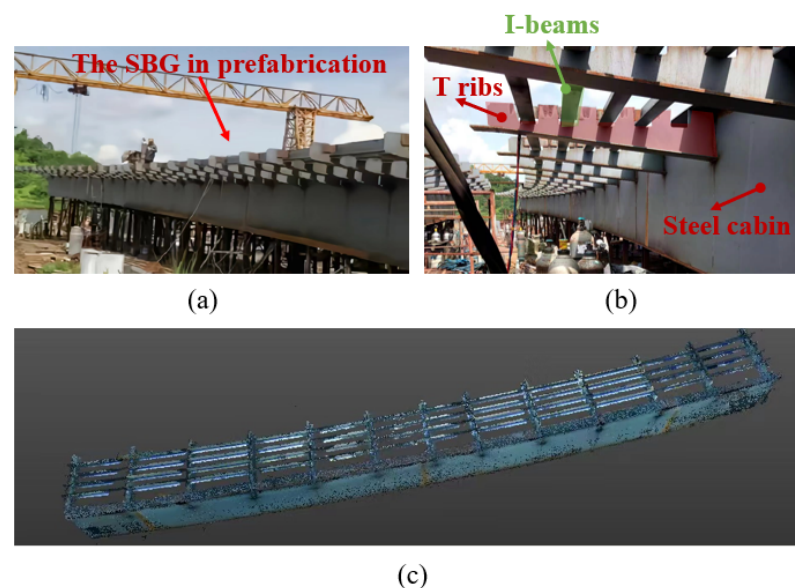 I-beams
The SBG in prefabrication
T ribs
Steel cabin
(a)
(b)
(c)